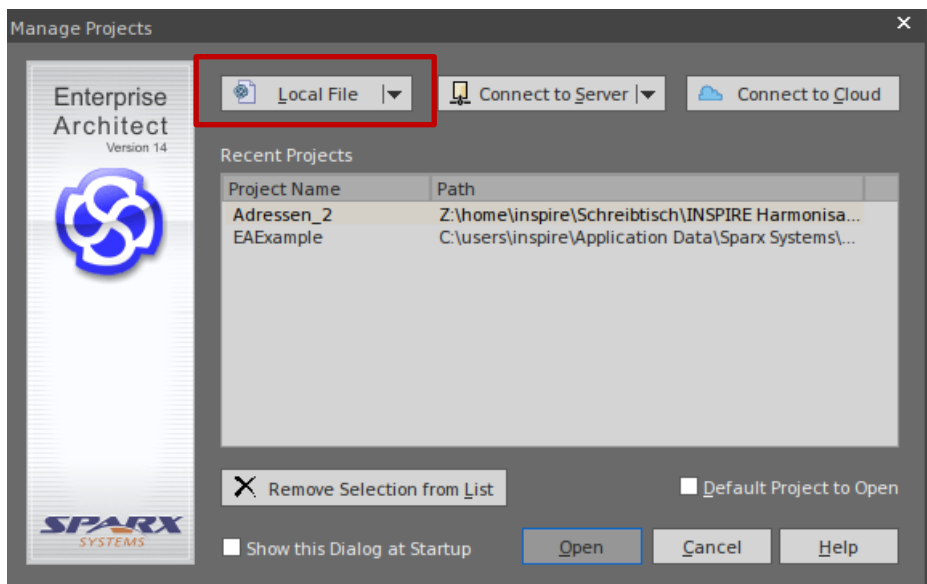 Manage Projects
Enterprise
Architect
Version 14
Local File
Connect to Server
Connect to Cloud
Recent Projects
Project Name Path
Adressen_2 Z:\home\inspire\Schreibtisch\INSPIRE Harmonisa...
EAExample C:\users\inspire\Application Data\Sparx Systems\...
Remove Selection from List
Default Project to Open
SPARX
SYSTEMS
Show this Dialog at Startup
Open
Cancel
Help